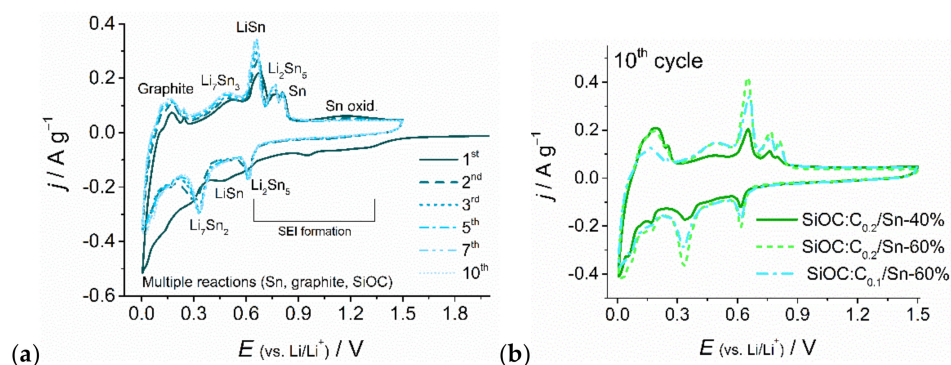 (a)
j / A g⁻¹
0.4
0.2
0.0
-0.2
-0.4
-0.6
LiSn
Graphite
Li₇Sn₃
Li₂Sn₅
Sn
Sn oxid.
LiSn
Li₂Sn₅
Li₇Sn₂
SEI formation
Multiple reactions (Sn, graphite, SiOC)
1ˢᵗ
2ⁿᵈ
3ʳᵈ
5ᵗʰ
7ᵗʰ
10ᵗʰ
0.0 0.3 0.6 0.9 1.2 1.5 1.8
E (vs. Li/Li⁺) / V
(b)
10ᵗʰ cycle
j / A g⁻¹
0.4
0.2
0.0
-0.2
-0.4
SiOC:C₀.₂/Sn-40%
SiOC:C₀.₂/Sn-60%
SiOC:C₀.₁/Sn-60%
0.0 0.3 0.6 0.9 1.2 1.5
E (vs. Li/Li⁺) / V